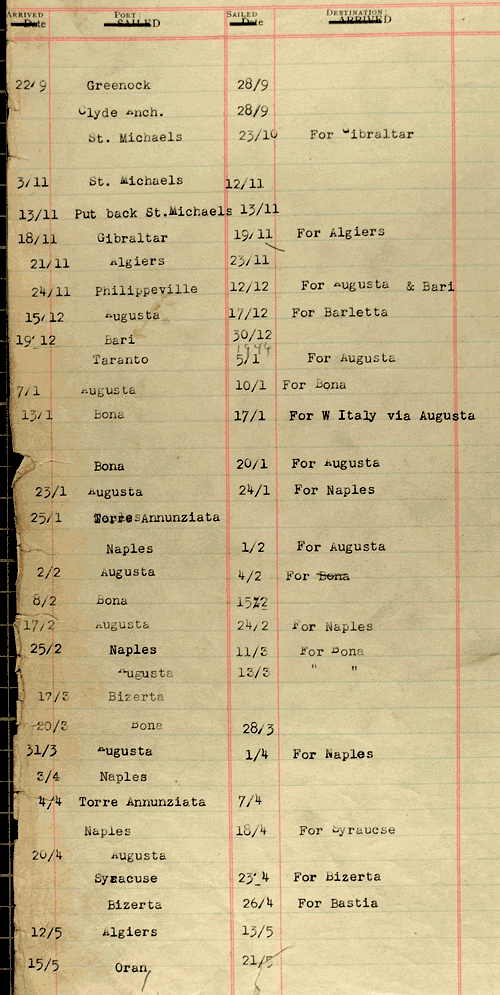 ARRIVED PORT: SAILED DESTINATION:
Date SAILED Date ARRIVED
22/9 Greenock 28/9
Clyde Anch. 28/9
St. Michaels 23/10 For Gibraltar
3/11 St. Michaels 12/11
13/11 Put back St.Michaels 13/11
18/11 Gibraltar 19/11 For Algiers
21/11 Algiers 23/11
24/11 Philippeville 12/12 For Augusta & Bari
15/12 Augusta 17/12 For Barletta
19/12 Bari 30/12
1944
Taranto 5/1 For Augusta
7/1 Augusta 10/1 For Bona
13/1 Bona 17/1 For W Italy via Augusta
Bona 20/1 For Augusta
23/1 Augusta 24/1 For Naples
25/1 Torre Annunziata
Naples 1/2 For Augusta
2/2 Augusta 4/2 For Bona
8/2 Bona 15/2
17/2 Augusta 24/2 For Naples
25/2 Naples 11/3 For Bona
Augusta 13/3 " "
17/3 Bizerta
20/3 Bona 28/3
31/3 Augusta 1/4 For Naples
3/4 Naples
4/4 Torre Annunziata 7/4
Naples 18/4 For Syraucse
20/4 Augusta
Syracuse 23/4 For Bizerta
Bizerta 26/4 For Bastia
12/5 Algiers 13/5
15/5 Oran 21/5